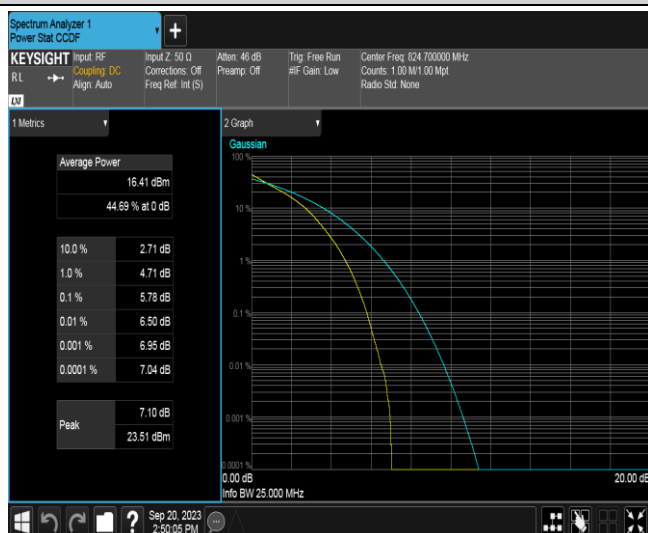 Spectrum Analyzer 1
Power Stat CCDF
KEYSIGHT
Input: RF
Coupling: DC
Align: Auto
Input Z: 50 Ω
Corrections: Off
Freq Ref: Int (S)
Atten: 46 dB
Preamp: Off
Trig: Free Run
#IF Gain: Low
Center Freq: 824.700000 MHz
Counts: 1.00 M/1.00 Mpt
Radio Std: None
R L
LXI
1 Metrics
Average Power
16.41 dBm
44.69 % at 0 dB
10.0 % 2.71 dB
1.0 % 4.71 dB
0.1 % 5.78 dB
0.01 % 6.50 dB
0.001 % 6.95 dB
0.0001 % 7.04 dB
Peak
7.10 dB
23.51 dBm
2 Graph
Gaussian
100 %
10 %
1 %
0.1 %
0.01 %
0.001 %
0.0001 %
0.00 dB
20.00 dB
Info BW 25.000 MHz
?
Sep 20, 2023
2:50:05 PM